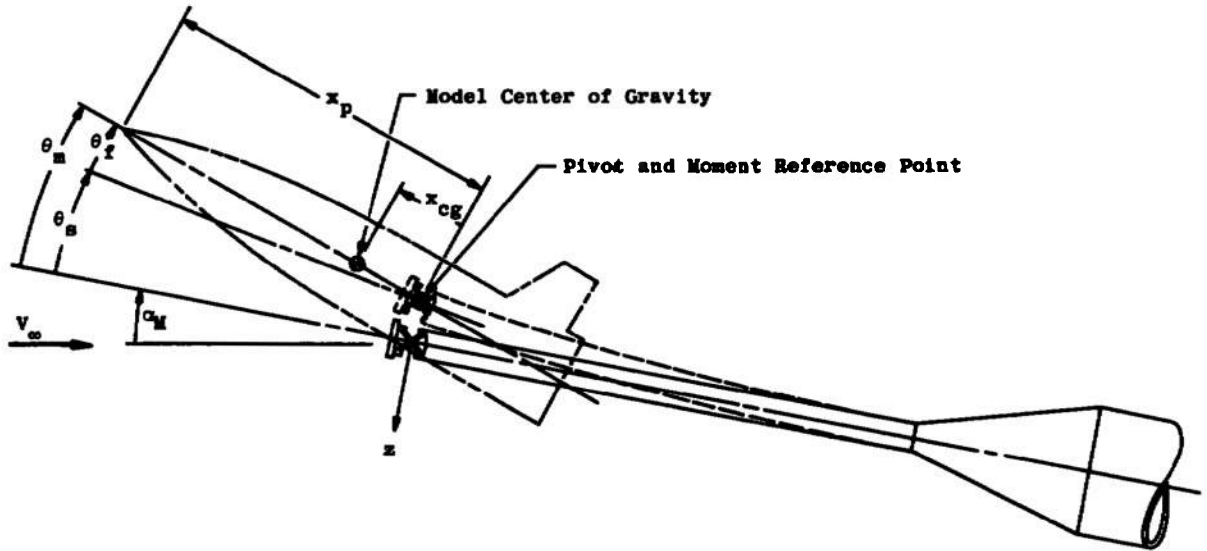 x_p
Model Center of Gravity
θ_m
θ_f
Pivot and Moment Reference Point
x_cg
θ_s
α_M
V_∞
z